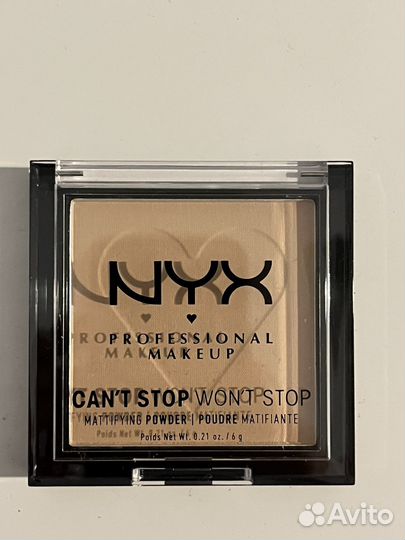 NYX
PROFESSIONAL
MAKEUP
CAN'T STOP WON'T STOP
MATTIFYING POWDER | POUDRE MATIFIANTE
Poids Net Wt. 0.21 oz. / 6 g
Avito